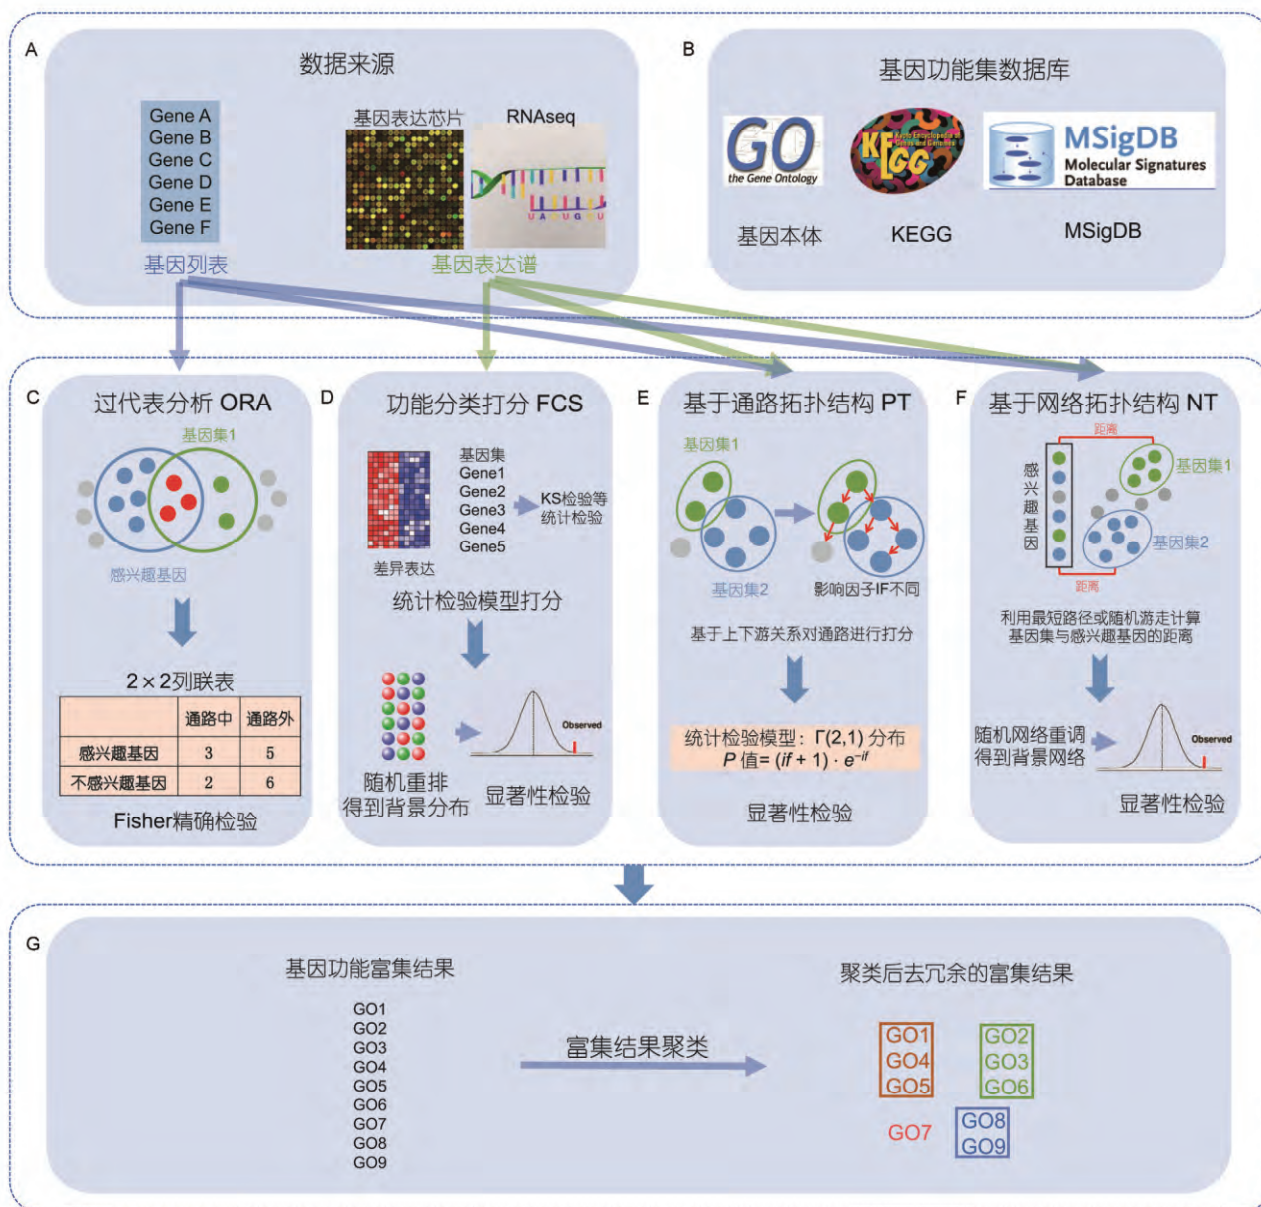 A
数据来源
Gene A
Gene B
Gene C
Gene D
Gene E
Gene F
基因列表
基因表达芯片
RNAseq
U A G U G C U
基因表达谱
B
基因功能集数据库
GO
the Gene Ontology
KEGG
Kyoto Encyclopedia of
Genes and Genomes
MSigDB
Molecular Signatures
Database
基因本体
KEGG
MSigDB
C
过代表分析 ORA
基因集1
感兴趣基因
2×2列联表
通路中 通路外
感兴趣基因 3 5
不感兴趣基因 2 6
Fisher精确检验
D
功能分类打分 FCS
基因集
Gene1
Gene2
Gene3
Gene4
Gene5
差异表达
KS检验等
统计检验
统计检验模型打分
Observed
随机重排
得到背景分布
显著性检验
E
基于通路拓扑结构 PT
基因集1
基因集2
影响因子IF不同
基于上下游关系对通路进行打分
统计检验模型：Γ(2,1) 分布
P 值= (if + 1) · e⁻ⁱᶠ
显著性检验
F
基于网络拓扑结构 NT
距离
感兴趣基因
基因集1
基因集2
距离
利用最短路径或随机游走计算
基因集与感兴趣基因的距离
随机网络重调
得到背景网络
Observed
显著性检验
G
基因功能富集结果
GO1
GO2
GO3
GO4
GO5
GO6
GO7
GO8
GO9
富集结果聚类
聚类后去冗余的富集结果
GO1
GO4
GO5
GO2
GO3
GO6
GO7
GO8
GO9